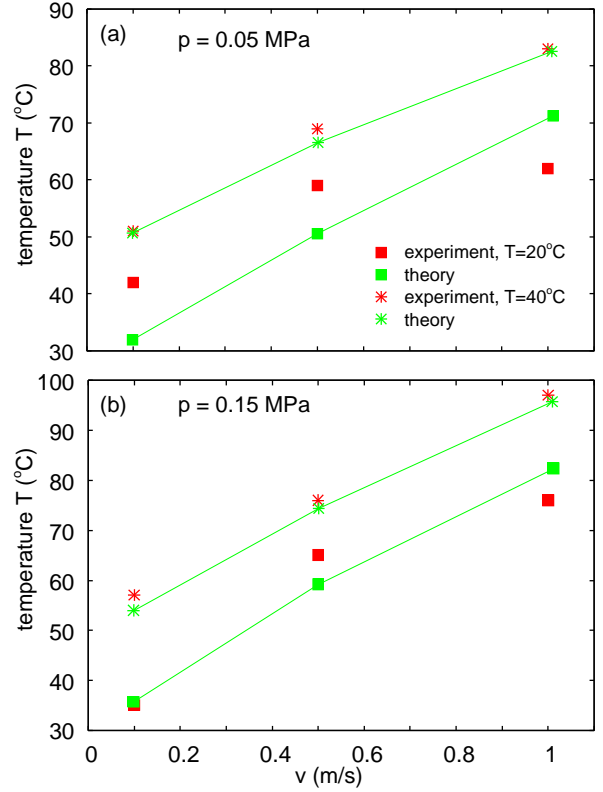 90
(a)
p = 0.05 MPa
80
70
60
50
40
30
temperature T (°C)
experiment, T=20°C
theory
experiment, T=40°C
theory
100
(b)
p = 0.15 MPa
90
80
70
60
50
40
30
temperature T (°C)
0
0.2
0.4
0.6
0.8
1
v (m/s)